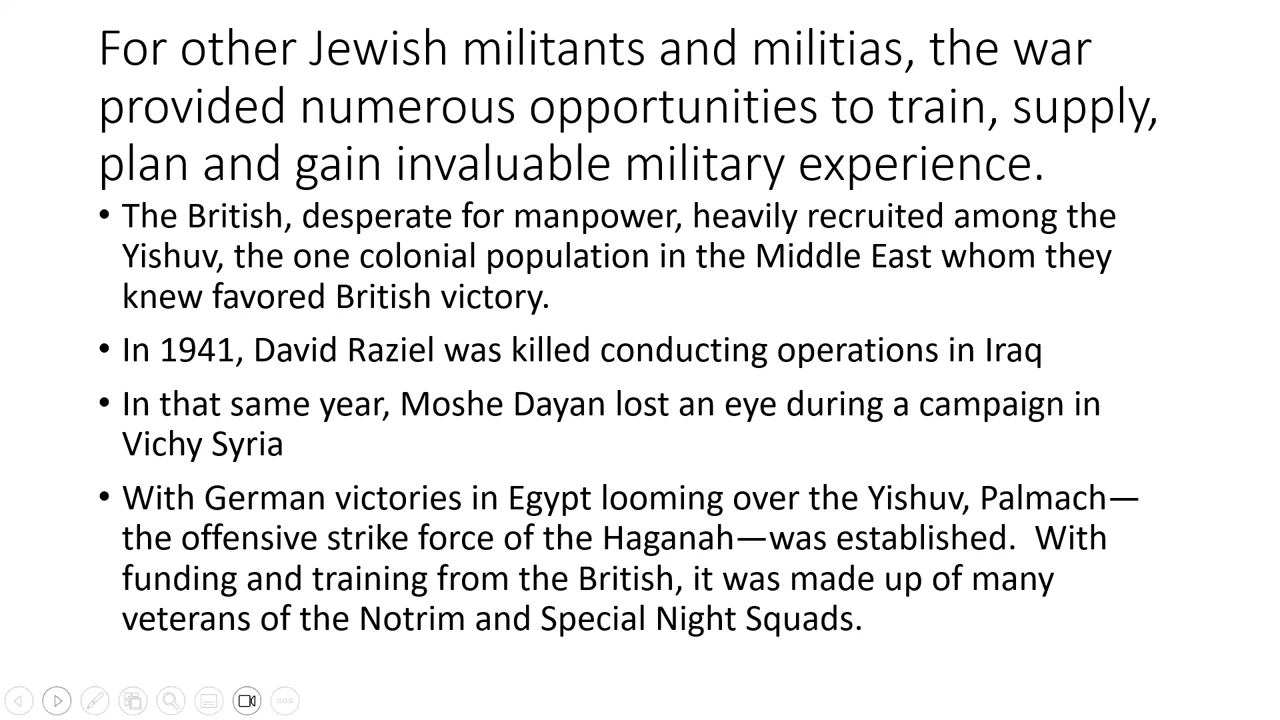 For other Jewish militants and militias, the war
provided numerous opportunities to train, supply,
plan and gain invaluable military experience.
• The British, desperate for manpower, heavily recruited among the
Yishuv, the one colonial population in the Middle East whom they
knew favored British victory.
• In 1941, David Raziel was killed conducting operations in Iraq
• In that same year, Moshe Dayan lost an eye during a campaign in
Vichy Syria
• With German victories in Egypt looming over the Yishuv, Palmach—
the offensive strike force of the Haganah—was established.  With
funding and training from the British, it was made up of many
veterans of the Notrim and Special Night Squads.